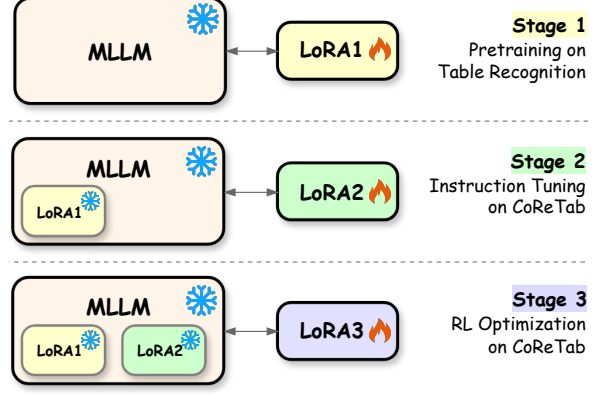 MLLM
LoRA1
Stage 1
Pretraining on
Table Recognition
MLLM
LoRA1
LoRA2
Stage 2
Instruction Tuning
on CoReTab
MLLM
LoRA1
LoRA2
LoRA3
Stage 3
RL Optimization
on CoReTab